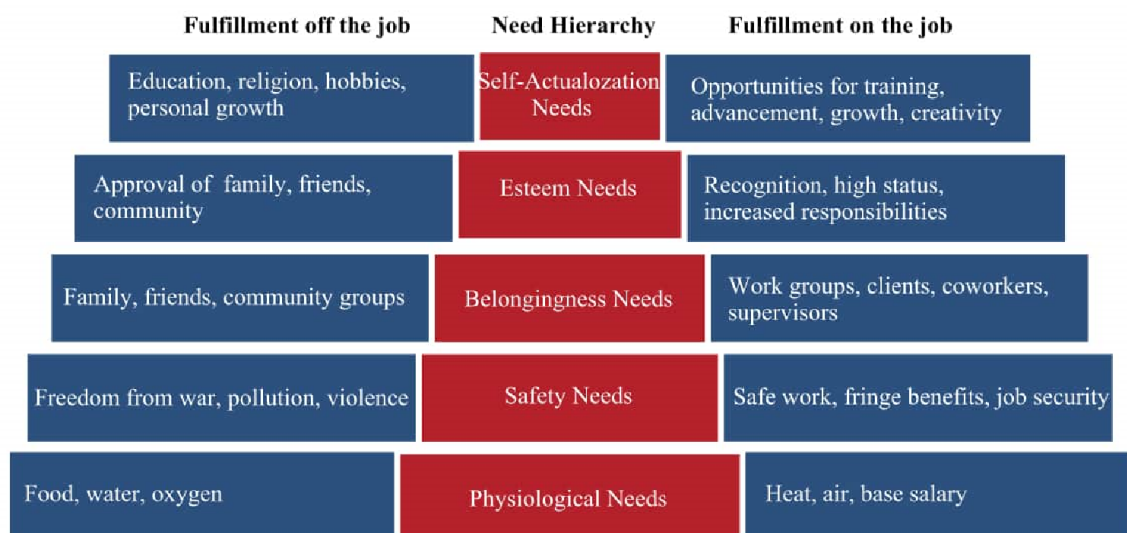 Fulfillment off the job
Need Hierarchy
Fulfillment on the job
Education, religion, hobbies,
personal growth
Self-Actualozation
Needs
Opportunities for training,
advancement, growth, creativity
Approval of family, friends,
community
Esteem Needs
Recognition, high status,
increased responsibilities
Family, friends, community groups
Belongingness Needs
Work groups, clients, coworkers,
supervisors
Freedom from war, pollution, violence
Safety Needs
Safe work, fringe benefits, job security
Food, water, oxygen
Physiological Needs
Heat, air, base salary